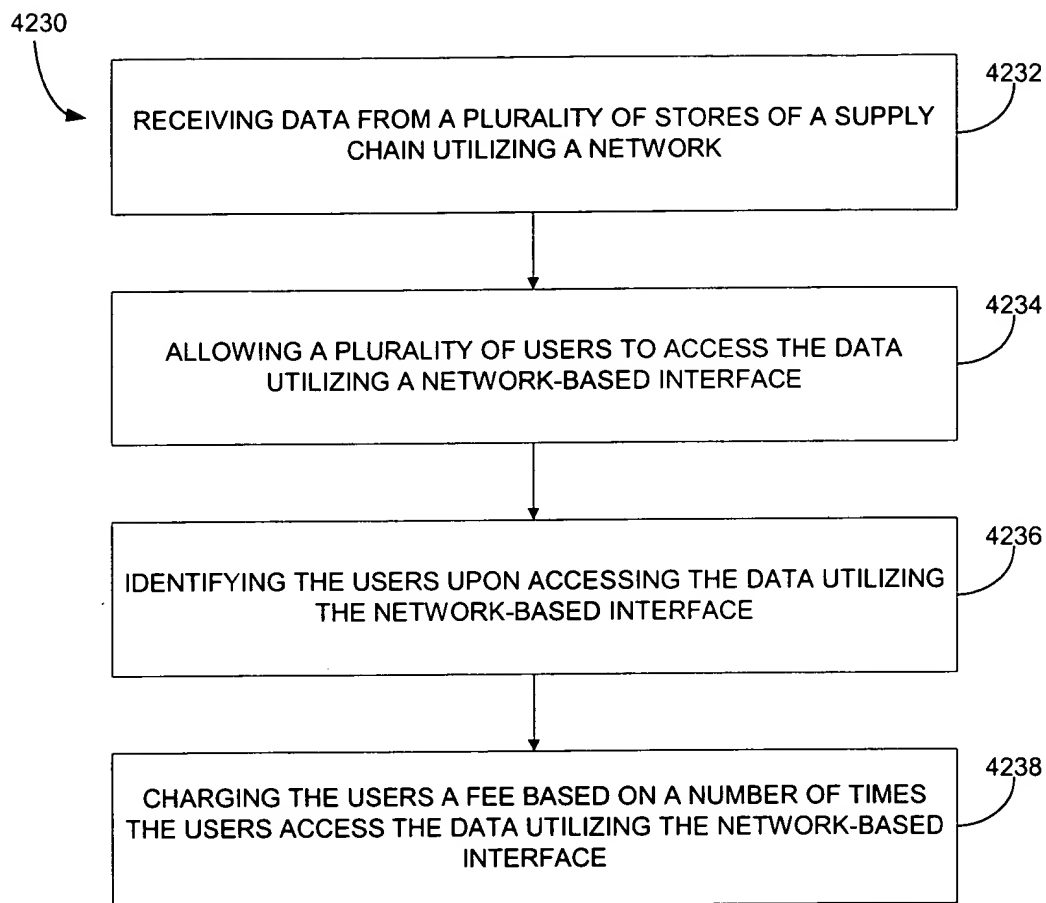 4230
4232
RECEIVING DATA FROM A PLURALITY OF STORES OF A SUPPLY
CHAIN UTILIZING A NETWORK
4234
ALLOWING A PLURALITY OF USERS TO ACCESS THE DATA
UTILIZING A NETWORK-BASED INTERFACE
4236
IDENTIFYING THE USERS UPON ACCESSING THE DATA UTILIZING
THE NETWORK-BASED INTERFACE
4238
CHARGING THE USERS A FEE BASED ON A NUMBER OF TIMES
THE USERS ACCESS THE DATA UTILIZING THE NETWORK-BASED
INTERFACE